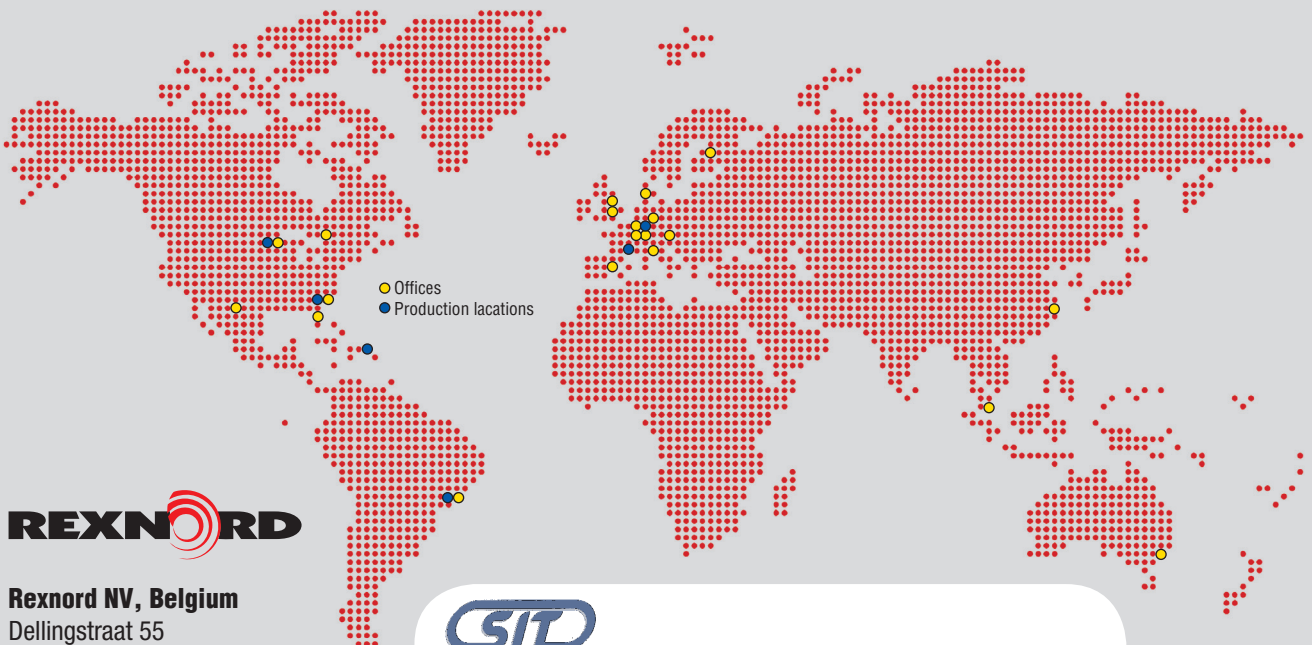 Offices
Production lacations
REXNORD
Rexnord NV, Belgium
Dellingstraat 55
SIT